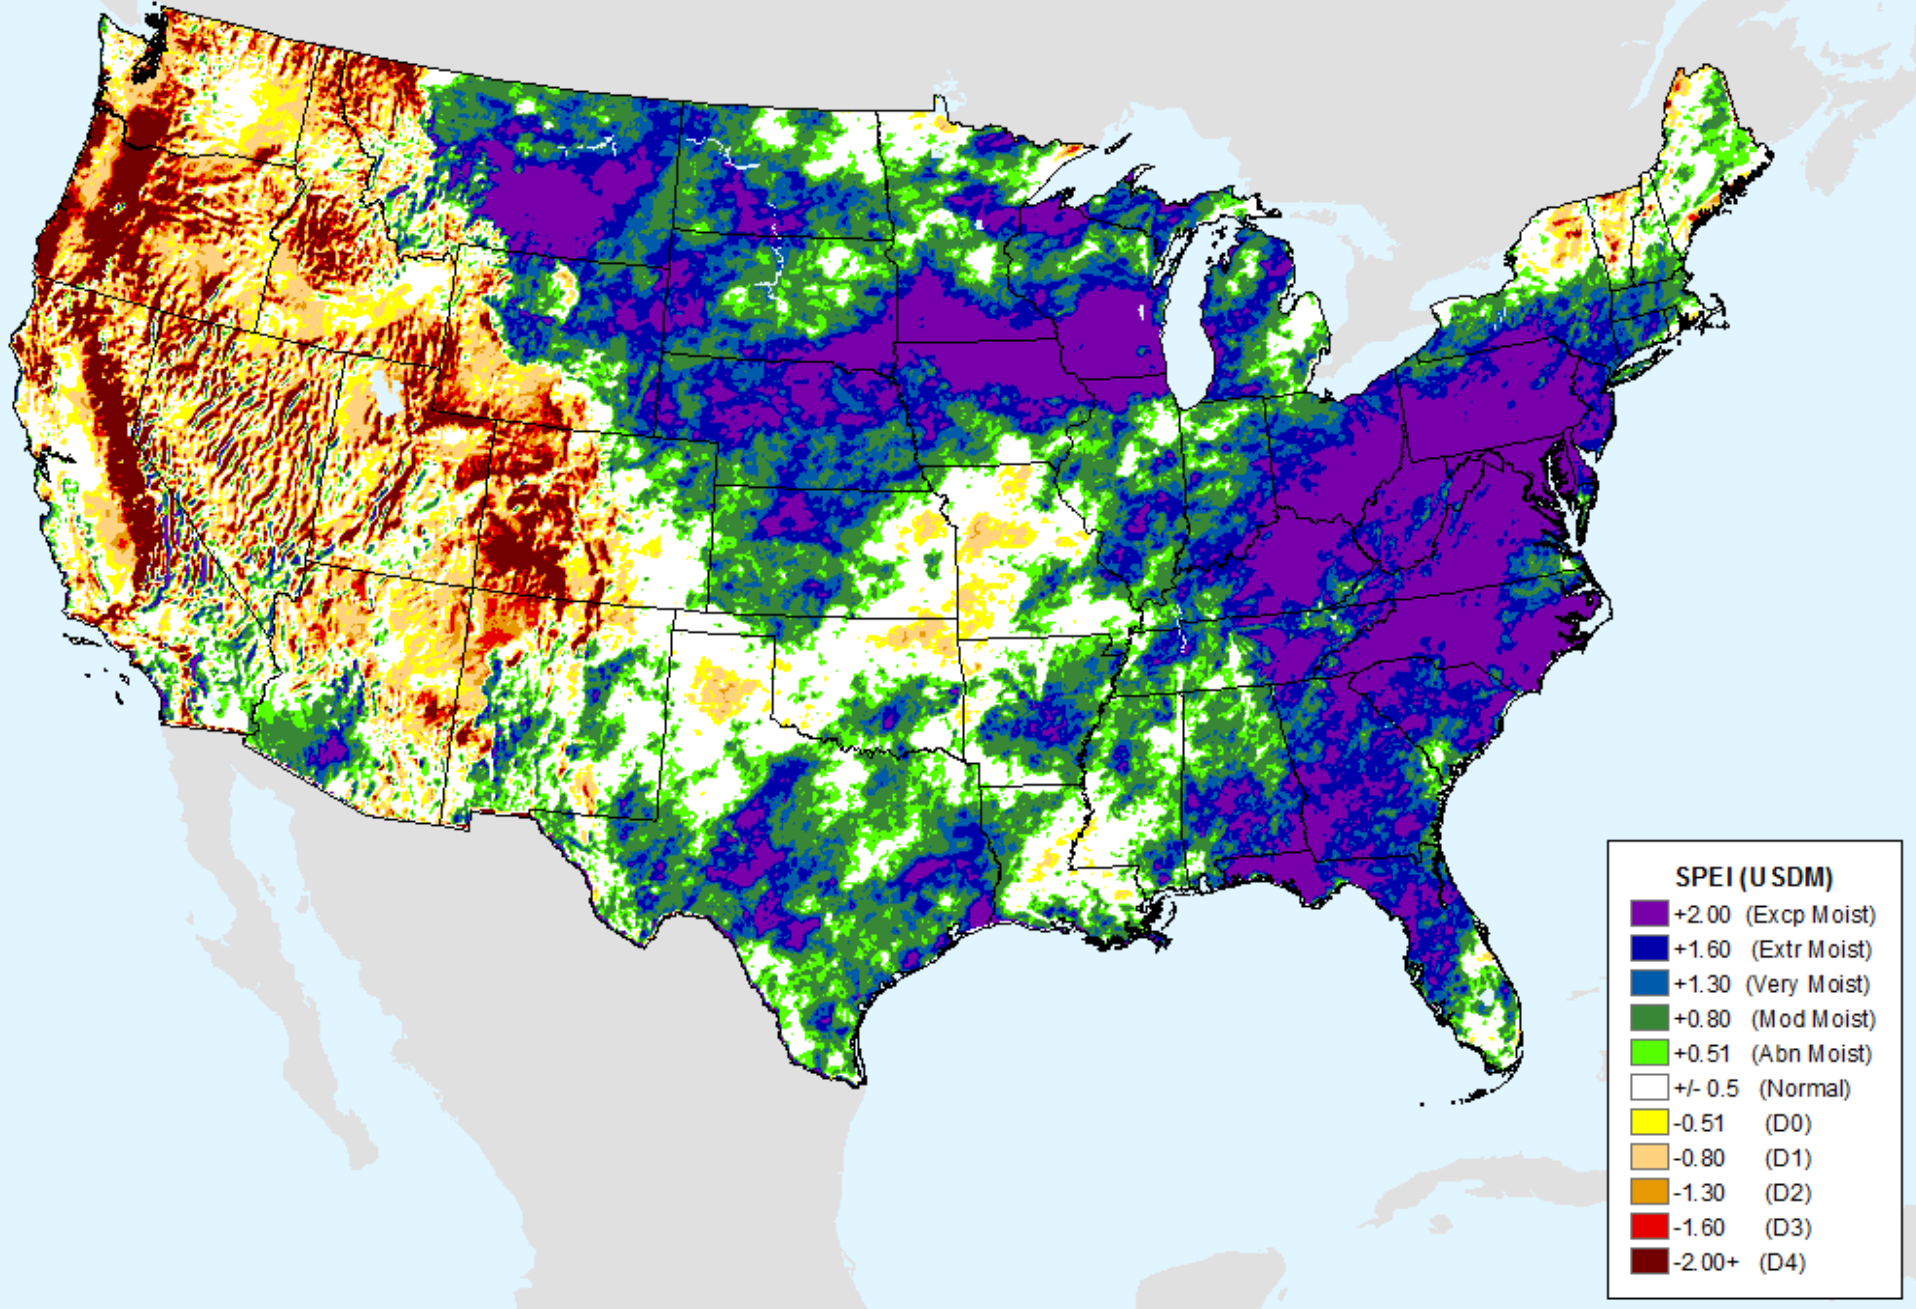 SPEI (USDM)
+2.00 (Excp Moist)
+1.60 (Extr Moist)
+1.30 (Very Moist)
+0.80 (Mod Moist)
+0.51 (Abn Moist)
+/- 0.5 (Normal)
-0.51 (D0)
-0.80 (D1)
-1.30 (D2)
-1.60 (D3)
-2.00+ (D4)